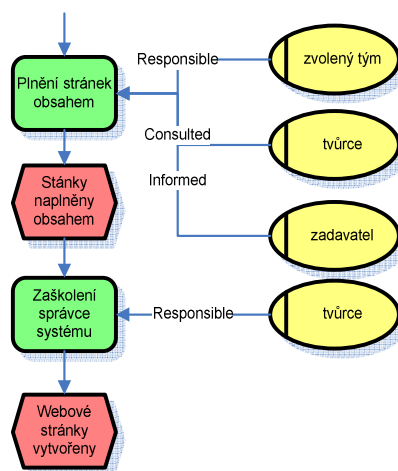 Responsible
zvolený tým
Plnění stránek
obsahem
Consulted
tvůrce
Informed
Stánky
naplněny
obsahem
zadavatel
Zaškolení
správce
systému
Responsible
tvůrce
Webové
stránky
vytvořeny